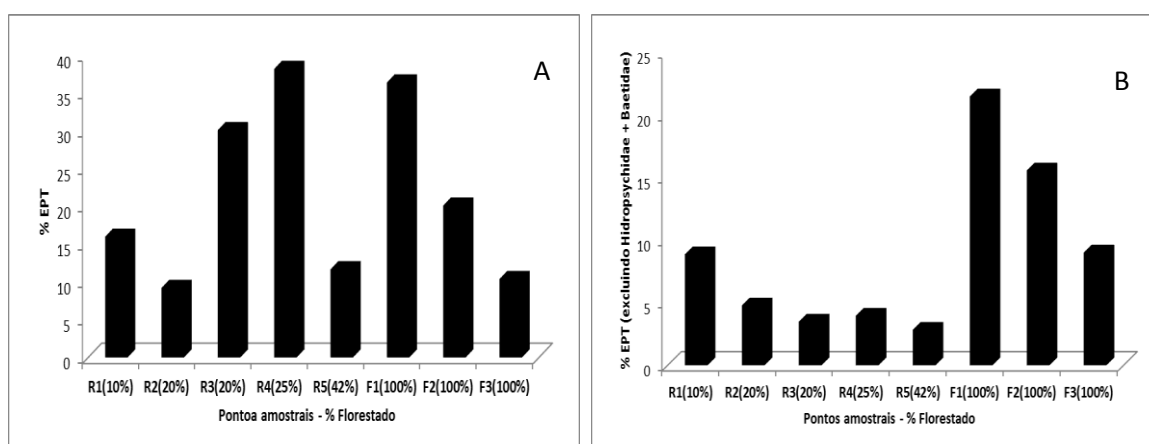 A
% EPT
40
35
30
25
20
15
10
5
0
R1(10%) R2(20%) R3(20%) R4(25%) R5(42%) F1(100%) F2(100%) F3(100%)
Pontoa amostrais - % Florestado
B
% EPT (excluindo Hidropsychidae + Baetidae)
25
20
15
10
5
0
R1(10%) R2(20%) R3(20%) R4(25%) R5(42%) F1(100%) F2(100%) F3(100%)
Pontos amostrais - % Florestado